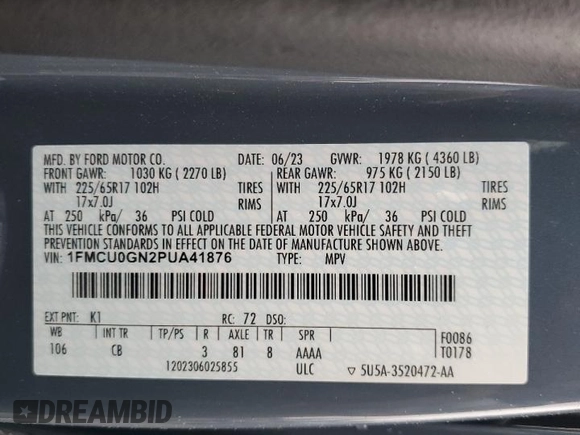 MFD. BY FORD MOTOR CO. 06/23 GVWR: 1978 KG ( 4360 LB)
FRONT GAWR: 1030 KG ( 2270 LB) REAR GAWR: 975 KG ( 2150 LB)
WITH 225/65R17 102H TIRES WITH 225/65R17 102H TIRES
17x7.0J RIMS 17x7.0J RIMS
AT 250 kPa/ 36 PSI COLD AT 250 kPa/ 36 PSI COLD
THIS VEHICLE CONFORMS TO ALL APPLICABLE FEDERAL MOTOR VEHICLE SAFETY AND
THEFT PREVENTION STANDARDS IN EFFECT ON THE DATE OF MANUFACTURE SHOWN ABOVE.
VIN: 1FMCU0GN2PUA41876 TYPE: MPV
EXT PNT: K1 RC: 72 DSO:
WB INT TR TP/PS R AXLE TR SPR F0086
106 CB 3 81 8 AAAA T0178
1202306025855 ULC ▽ 5U5A-3520472-AA
DREAMBID